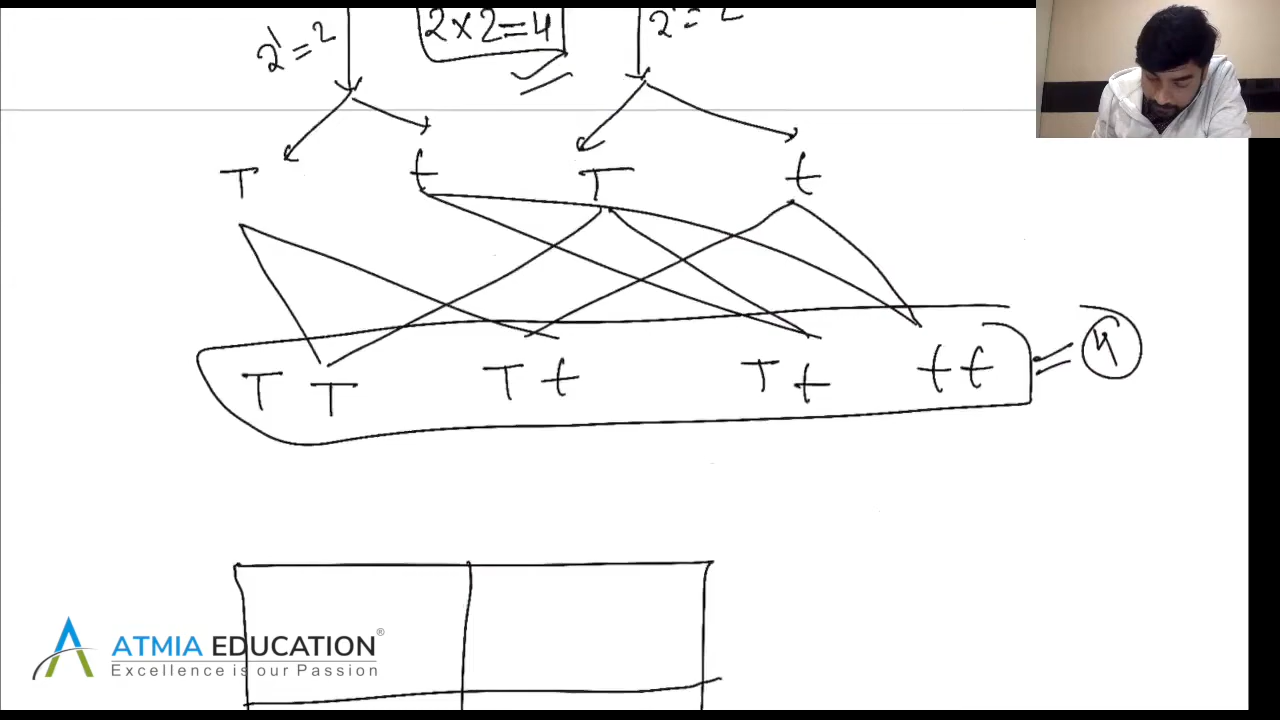 2¹ = 2 2×2=4 2¹ = 2
T t T t
T T T t T t t t = 4
ATMIA EDUCATION®
Excellence is our Passion